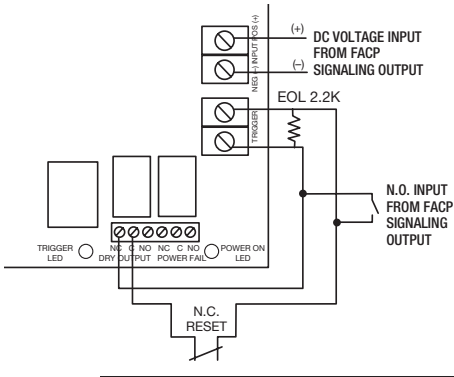 POS (+)
NEG (–) INPUT
TRIGGER
(+)
DC VOLTAGE INPUT
FROM FACP
(–)
SIGNALING OUTPUT
EOL 2.2K
N.O. INPUT
FROM FACP
SIGNALING
OUTPUT
NC C NO NC C NO
TRIGGER
LED
DRY OUTPUT POWER FAIL
POWER ON
LED
N.C.
RESET